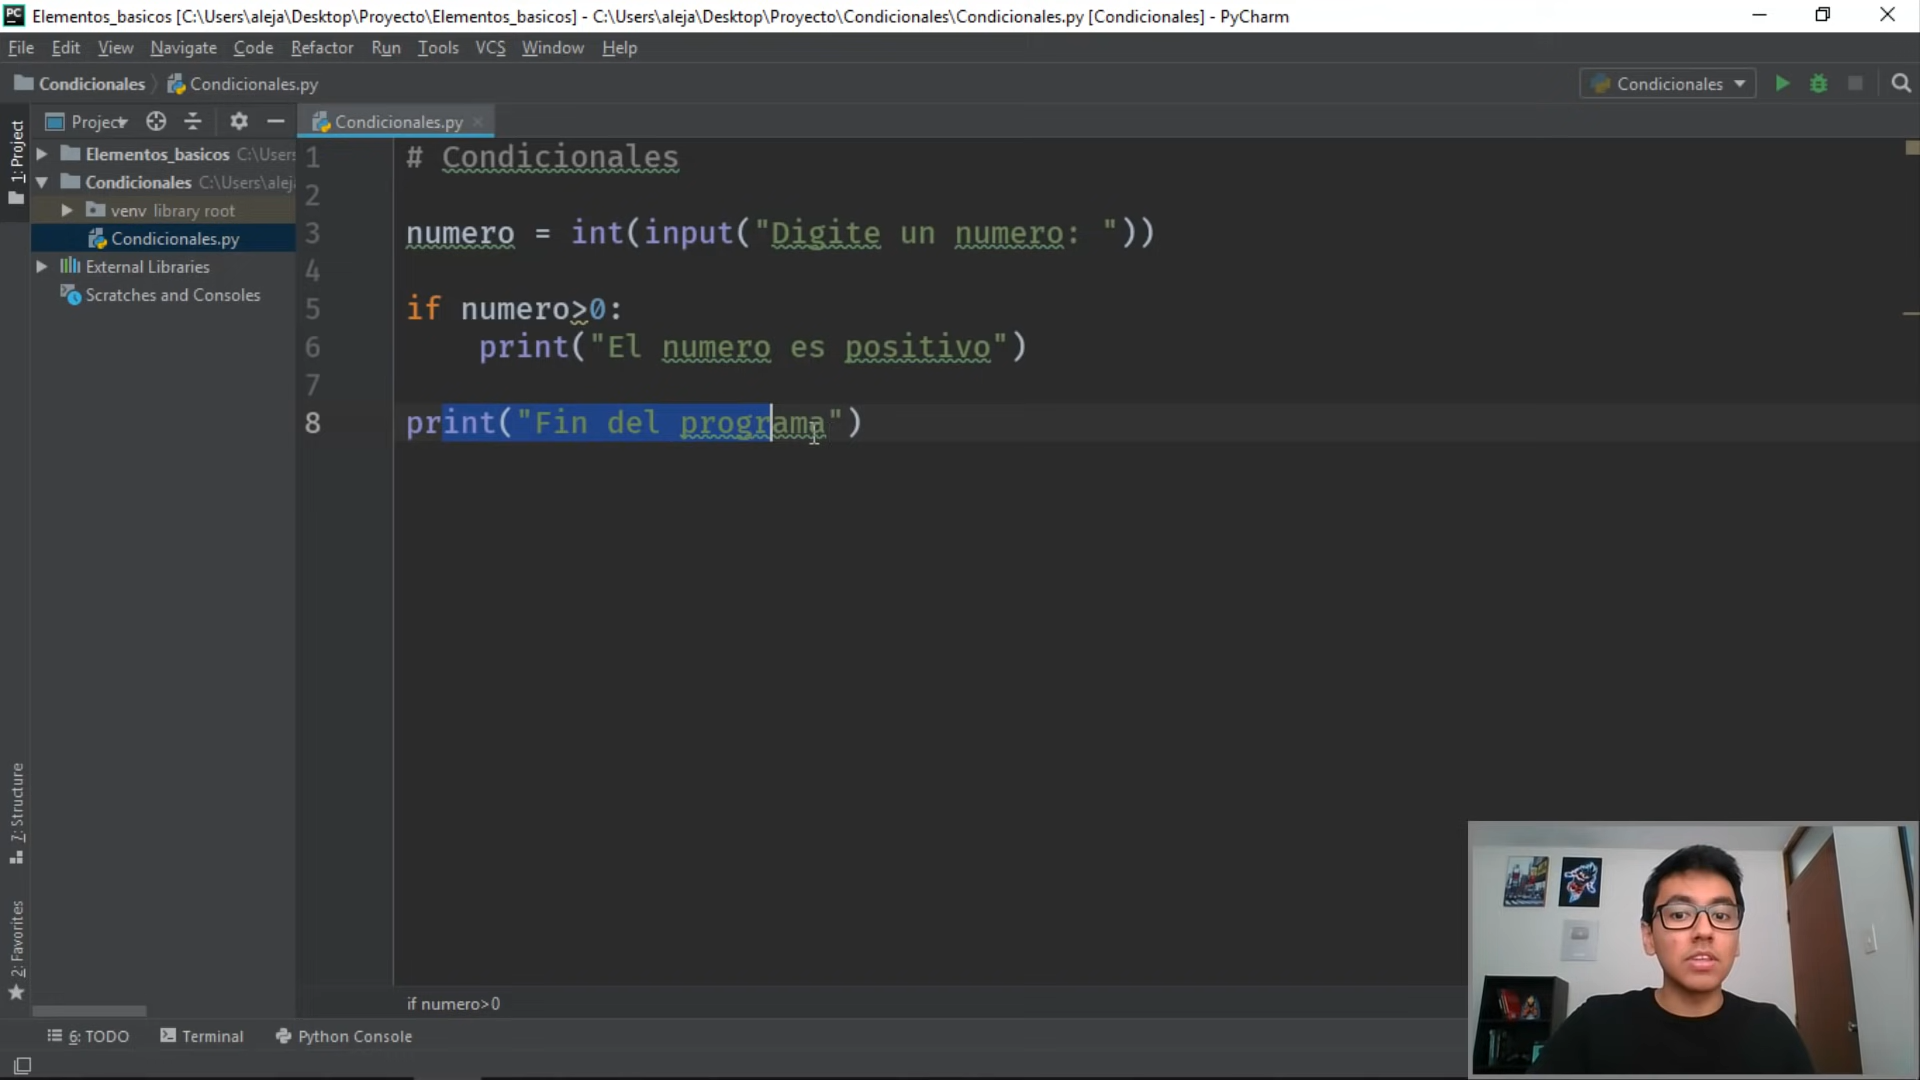 Elementos_basicos [C:\Users\aleja\Desktop\Proyecto\Elementos_basicos] - C:\Users\aleja\Desktop\Proyecto\Condicionales\Condicionales.py [Condicionales] - PyCharm
File Edit View Navigate Code Refactor Run Tools VCS Window Help
Condicionales Condicionales.py Condicionales
1: Project
Project
Condicionales.py
Elementos_basicos C:\Users
Condicionales C:\Users\alej
venv library root
Condicionales.py
External Libraries
Scratches and Consoles
1 # Condicionales
2
3 numero = int(input("Digite un numero: "))
4
5 if numero>0:
6 print("El numero es positivo")
7
8 print("Fin del programa")
7: Structure
2: Favorites
if numero>0
6: TODO Terminal Python Console